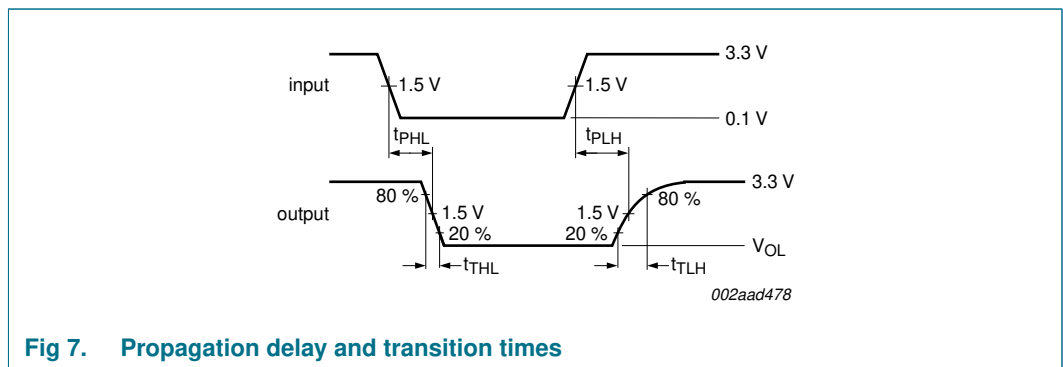 3.3 V
input
1.5 V
1.5 V
0.1 V
tPHL
tPLH
3.3 V
80 %
80 %
output
1.5 V
1.5 V
20 %
20 %
VOL
tTHL
tTLH
002aad478
Fig 7. Propagation delay and transition times